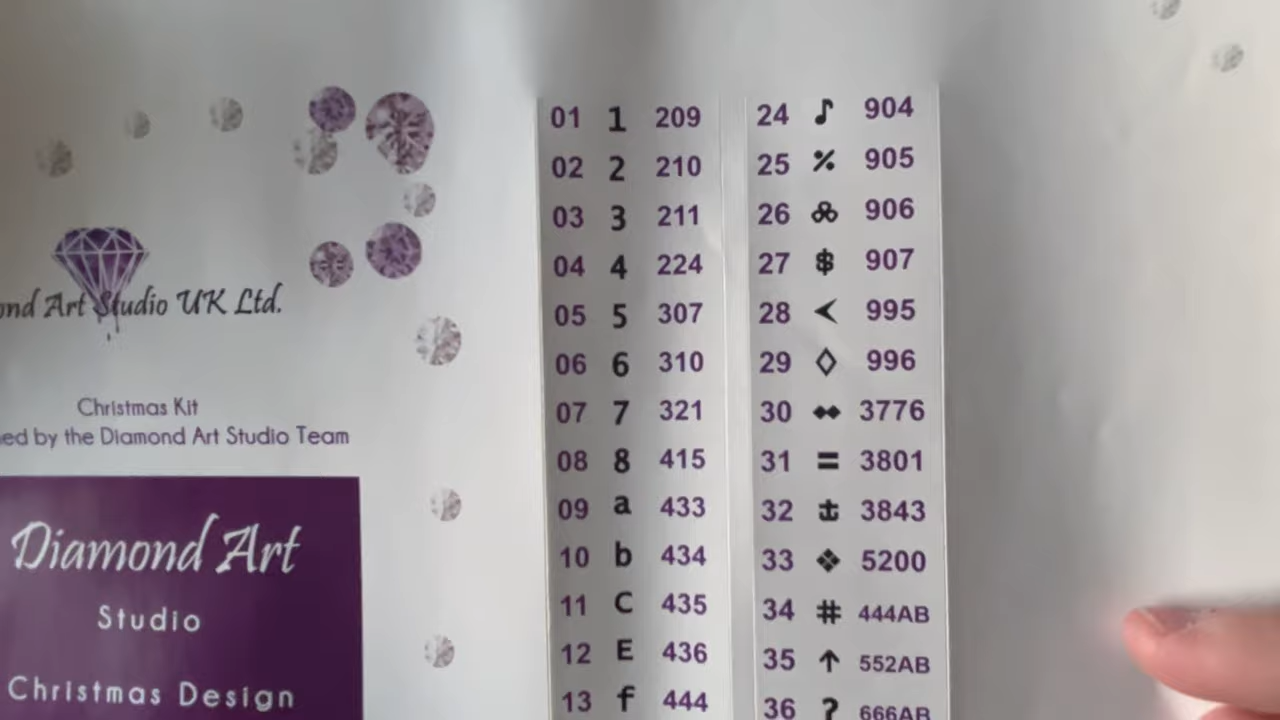 Art Studio UK Ltd.
Christmas Kit
by the Diamond Art Studio Team
Diamond Art
Studio
Christmas Design
01 1 209
02 2 210
03 3 211
04 4 224
05 5 307
06 6 310
07 7 321
08 8 415
09 a 433
10 b 434
11 C 435
12 E 436
13 f 444
24 ♪ 904
25 % 905
26 906
27 $ 907
28 < 995
29 ◊ 996
30 3776
31 = 3801
32 3843
33 ❖ 5200
34 # 444AB
35 ↑ 552AB
36 ? 666AB